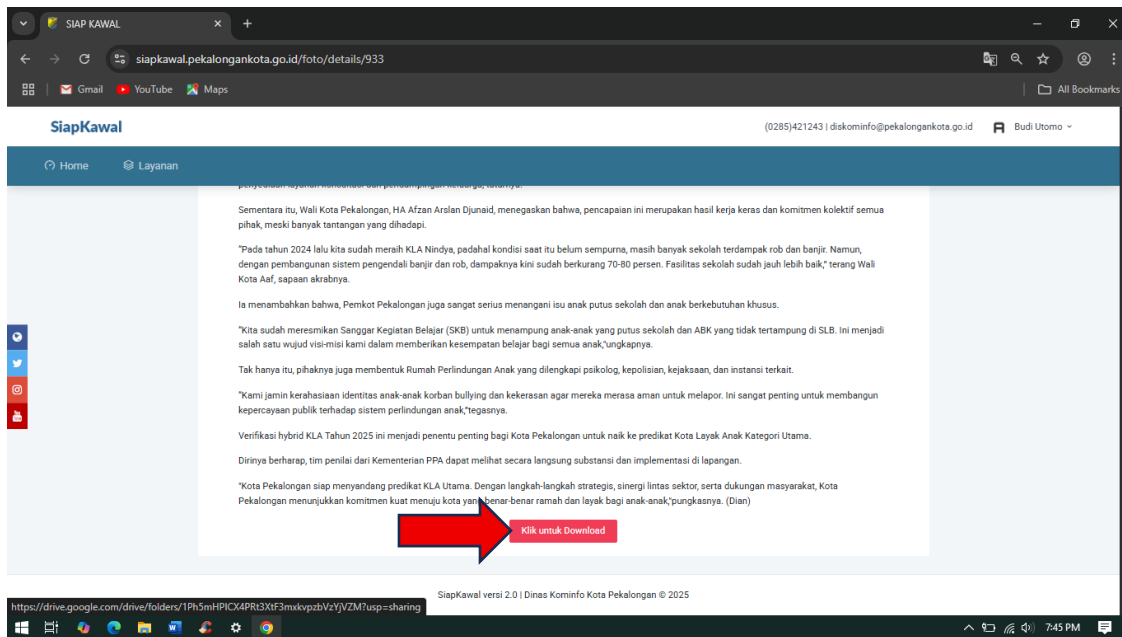 SIAP KAWAL
siapkawal.pekalongankota.go.id/foto/details/933
Gmail YouTube Maps All Bookmarks
SiapKawal (0285)421243 | diskominfo@pekalongankota.go.id Budi Utomo
Home Layanan
Sementara itu, Wali Kota Pekalongan, HA Afzan Arslan Djunaid, menegaskan bahwa, pencapaian ini merupakan hasil kerja keras dan komitmen kolektif semua
pihak, meski banyak tantangan yang dihadapi.
"Pada tahun 2024 lalu kita sudah meraih KLA Nindya, padahal kondisi saat itu belum sempurna, masih banyak sekolah terdampak rob dan banjir. Namun,
dengan pembangunan sistem pengendali banjir dan rob, dampaknya kini sudah berkurang 70-80 persen. Fasilitas sekolah sudah jauh lebih baik," terang Wali
Kota Aaf, sapaan akrabnya.
Ia menambahkan bahwa, Pemkot Pekalongan juga sangat serius menangani isu anak putus sekolah dan anak berkebutuhan khusus.
"Kita sudah meresmikan Sanggar Kegiatan Belajar (SKB) untuk menampung anak-anak yang putus sekolah dan ABK yang tidak tertampung di SLB. Ini menjadi
salah satu wujud visi-misi kami dalam memberikan kesempatan belajar bagi semua anak,"ungkapnya.
Tak hanya itu, pihaknya juga membentuk Rumah Perlindungan Anak yang dilengkapi psikolog, kepolisian, kejaksaan, dan instansi terkait.
"Kami jamin kerahasiaan identitas anak-anak korban bullying dan kekerasan agar mereka merasa aman untuk melapor. Ini sangat penting untuk membangun
kepercayaan publik terhadap sistem perlindungan anak,"tegasnya.
Verifikasi hybrid KLA Tahun 2025 ini menjadi penentu penting bagi Kota Pekalongan untuk naik ke predikat Kota Layak Anak Kategori Utama.
Dirinya berharap, tim penilai dari Kementerian PPA dapat melihat secara langsung substansi dan implementasi di lapangan.
"Kota Pekalongan siap menyandang predikat KLA Utama. Dengan langkah-langkah strategis, sinergi lintas sektor, serta dukungan masyarakat, Kota
Pekalongan menunjukkan komitmen kuat menuju kota yang benar-benar ramah dan layak bagi anak-anak,"pungkasnya. (Dian)
Klik untuk Download
SiapKawal versi 2.0 | Dinas Kominfo Kota Pekalongan © 2025
https://drive.google.com/drive/folders/1Ph5mHPICX4PRt3XtF3mxkvpzbVzYjVZM?usp=sharing
7:45 PM